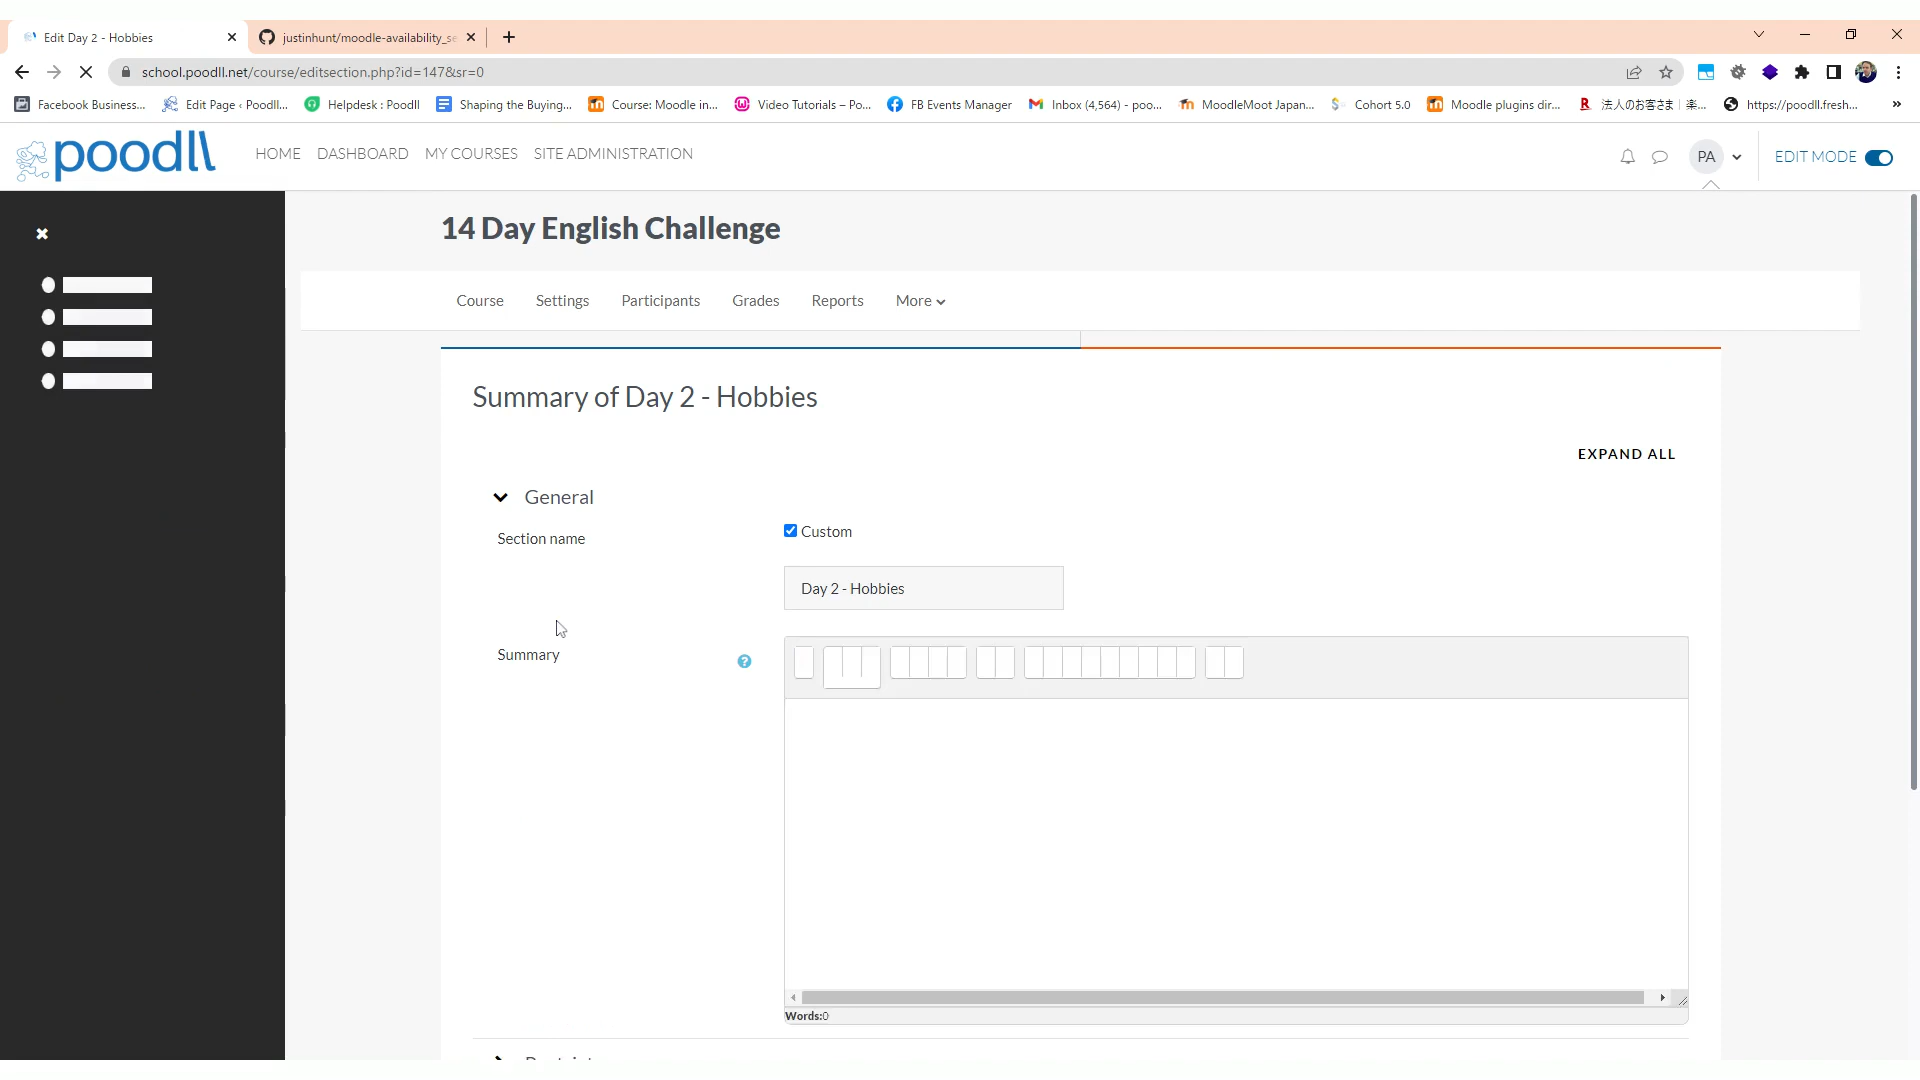 Edit Day 2 - Hobbies
justinhunt/moodle-availability_se
school.poodll.net/course/editsection.php?id=147&sr=0
Facebook Business... Edit Page ‹ Poodll... Helpdesk : Poodll Shaping the Buying... Course: Moodle in... Video Tutorials – Po... FB Events Manager Inbox (4,564) - poo... MoodleMoot Japan... Cohort 5.0 Moodle plugins dir... 法人のお客さま | 楽... https://poodll.fresh... »
poodll HOME DASHBOARD MY COURSES SITE ADMINISTRATION PA EDIT MODE
14 Day English Challenge
Course Settings Participants Grades Reports More
Summary of Day 2 - Hobbies
EXPAND ALL
General
Section name
Custom
Day 2 - Hobbies
Summary
Words:0